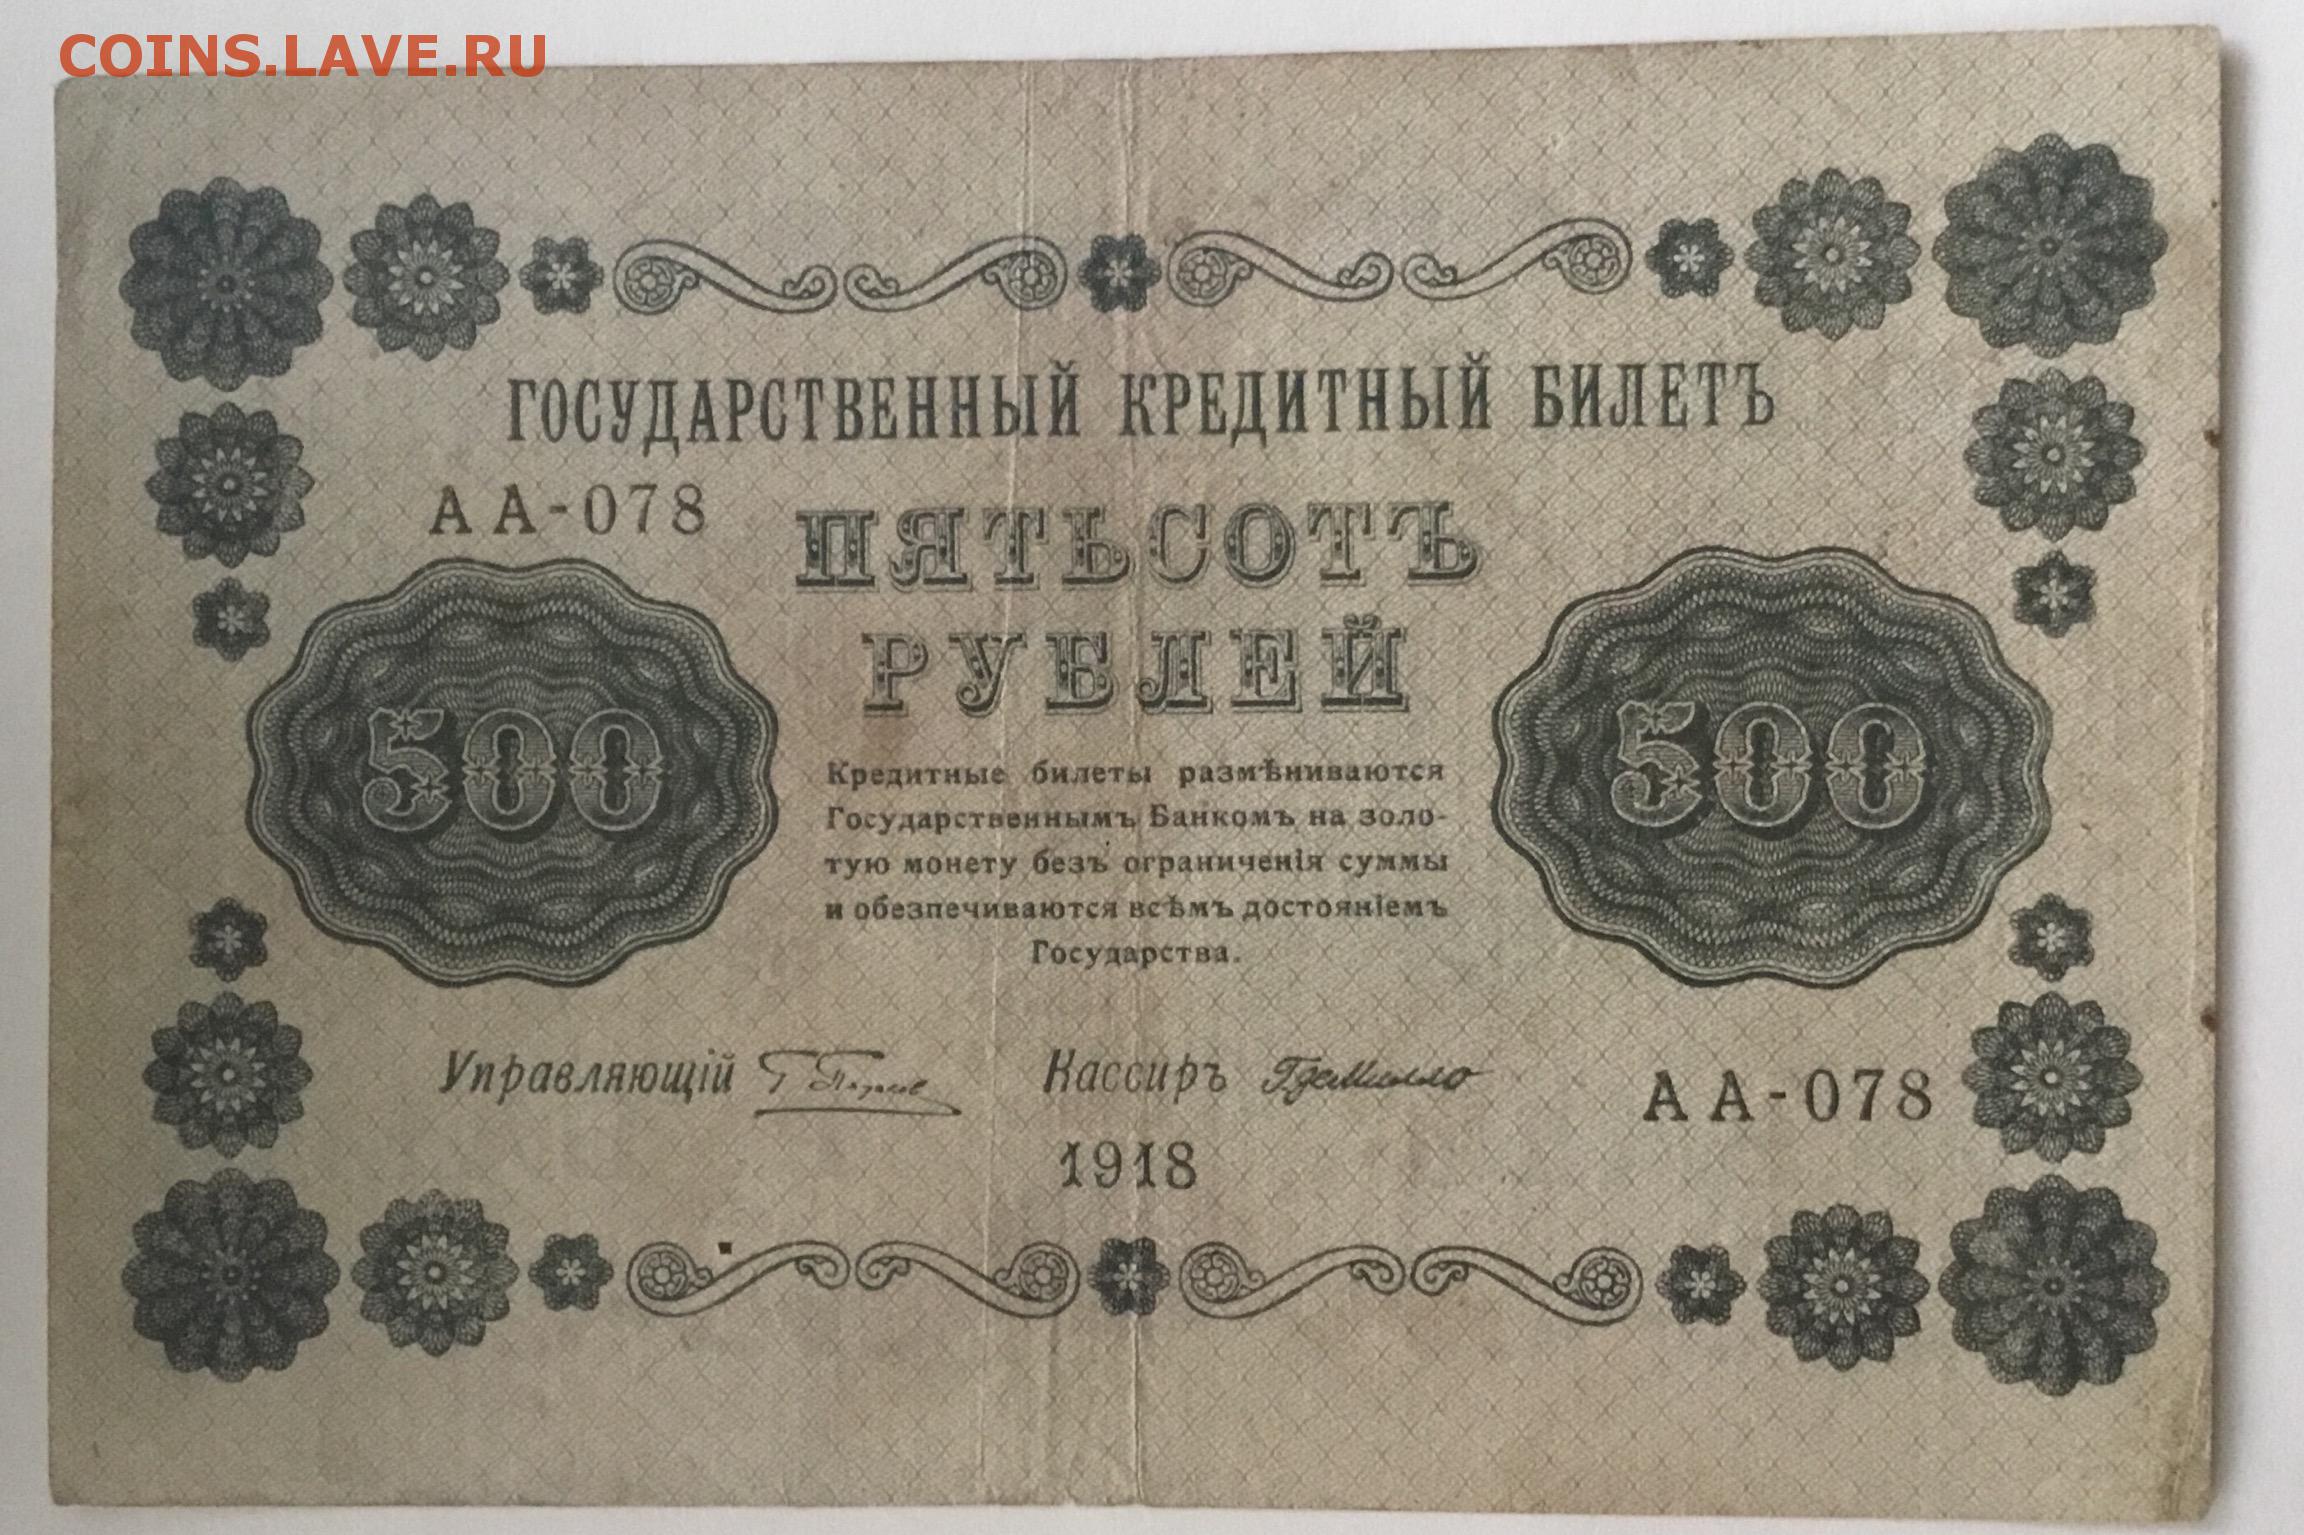 COINS.LAVE.RU
ГОСУДАРСТВЕННЫЙ КРЕДИТНЫЙ БИЛЕТЪ
АА-078
ПЯТЬСОТЪ
РУБЛЕЙ
500
500
Кредитные билеты размѣниваются
Государственнымъ Банкомъ на золо-
тую монету безъ ограниченія суммы
и обезпечиваются всѣмъ достояніемъ
Государства.
Управляющій Кассиръ Гдемилло
АА-078
1918